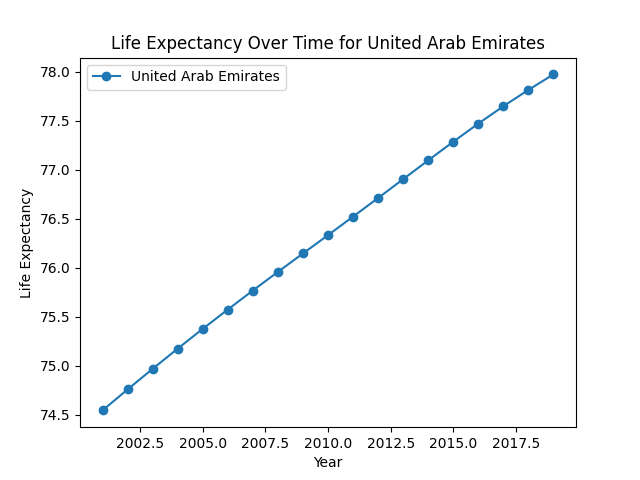 Life Expectancy Over Time for United Arab Emirates
United Arab Emirates
78.0
77.5
77.0
76.5
76.0
75.5
75.0
74.5
Life Expectancy
2002.5 2005.0 2007.5 2010.0 2012.5 2015.0 2017.5
Year